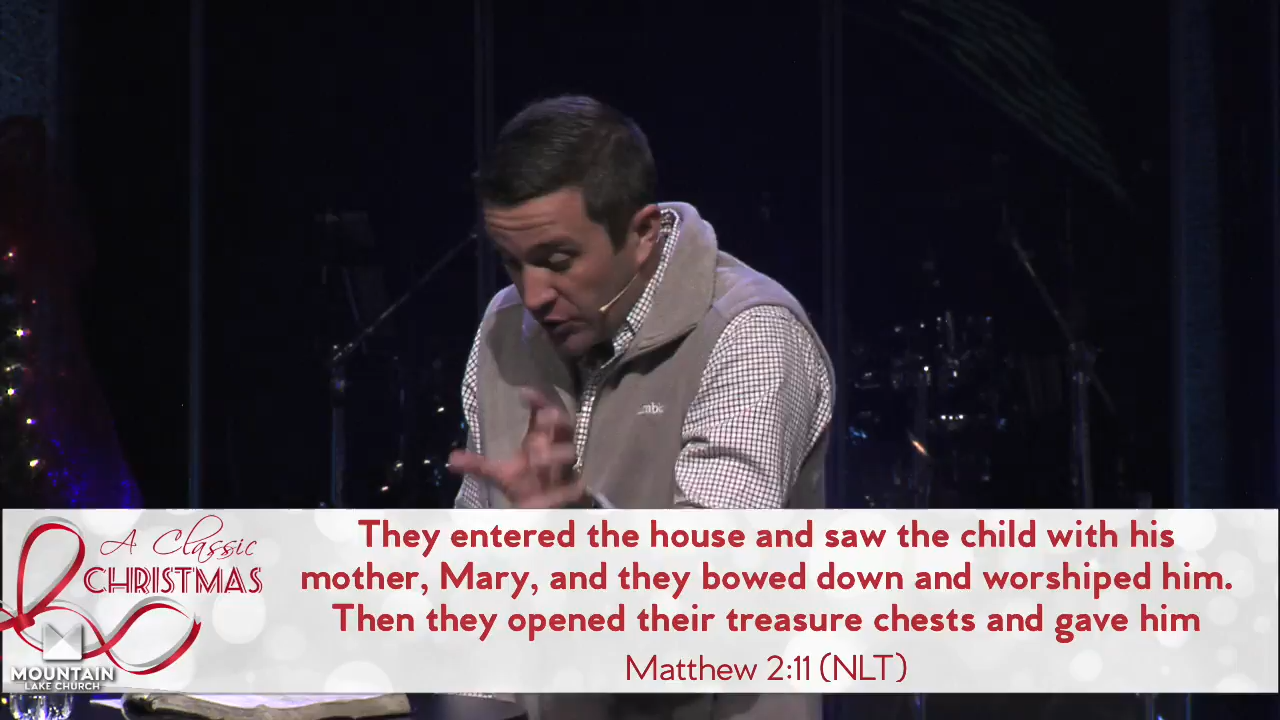 A Classic
CHRISTMAS
MOUNTAIN
LAKE CHURCH
They entered the house and saw the child with his
mother, Mary, and they bowed down and worshiped him.
Then they opened their treasure chests and gave him
Matthew 2:11 (NLT)